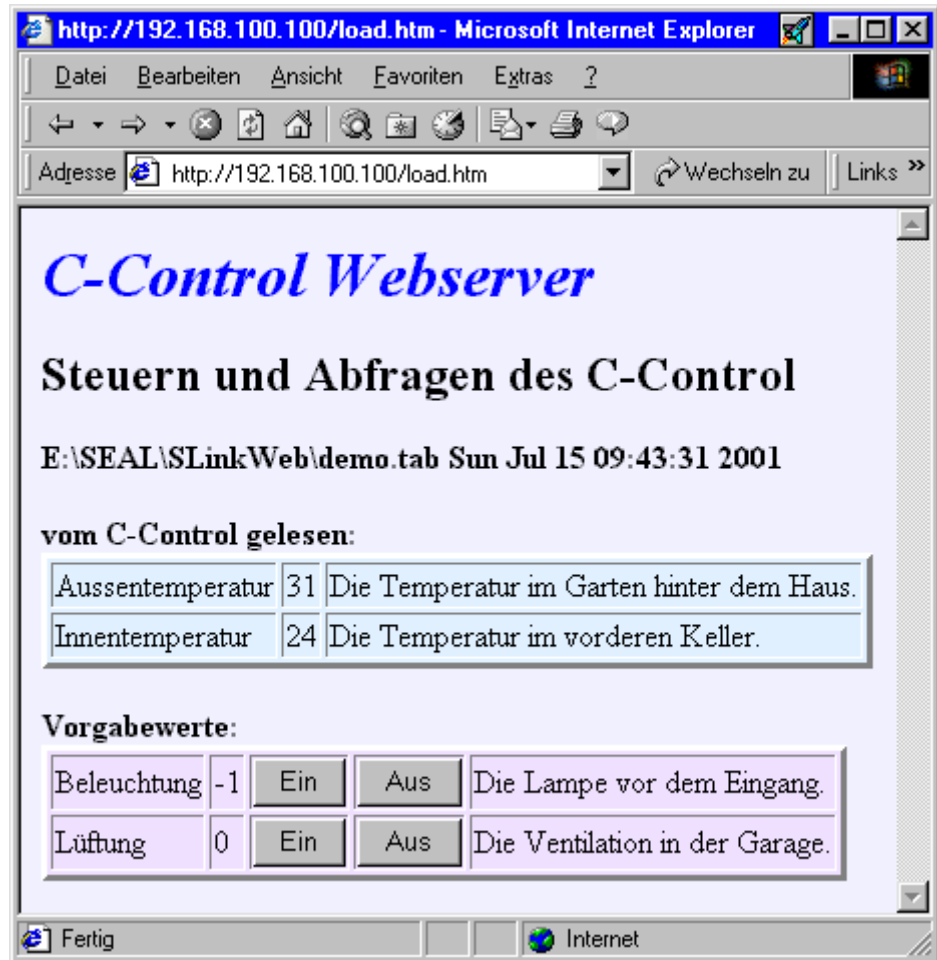 http://192.168.100.100/load.htm - Microsoft Internet Explorer
Datei Bearbeiten Ansicht Favoriten Extras ?
Adresse http://192.168.100.100/load.htm Wechseln zu Links »
C-Control Webserver
Steuern und Abfragen des C-Control
E:\SEAL\SLinkWeb\demo.tab Sun Jul 15 09:43:31 2001
vom C-Control gelesen:
Aussentemperatur 31 Die Temperatur im Garten hinter dem Haus.
Innentemperatur 24 Die Temperatur im vorderen Keller.
Vorgabewerte:
Beleuchtung -1 Ein Aus Die Lampe vor dem Eingang.
Lüftung 0 Ein Aus Die Ventilation in der Garage.
Fertig Internet